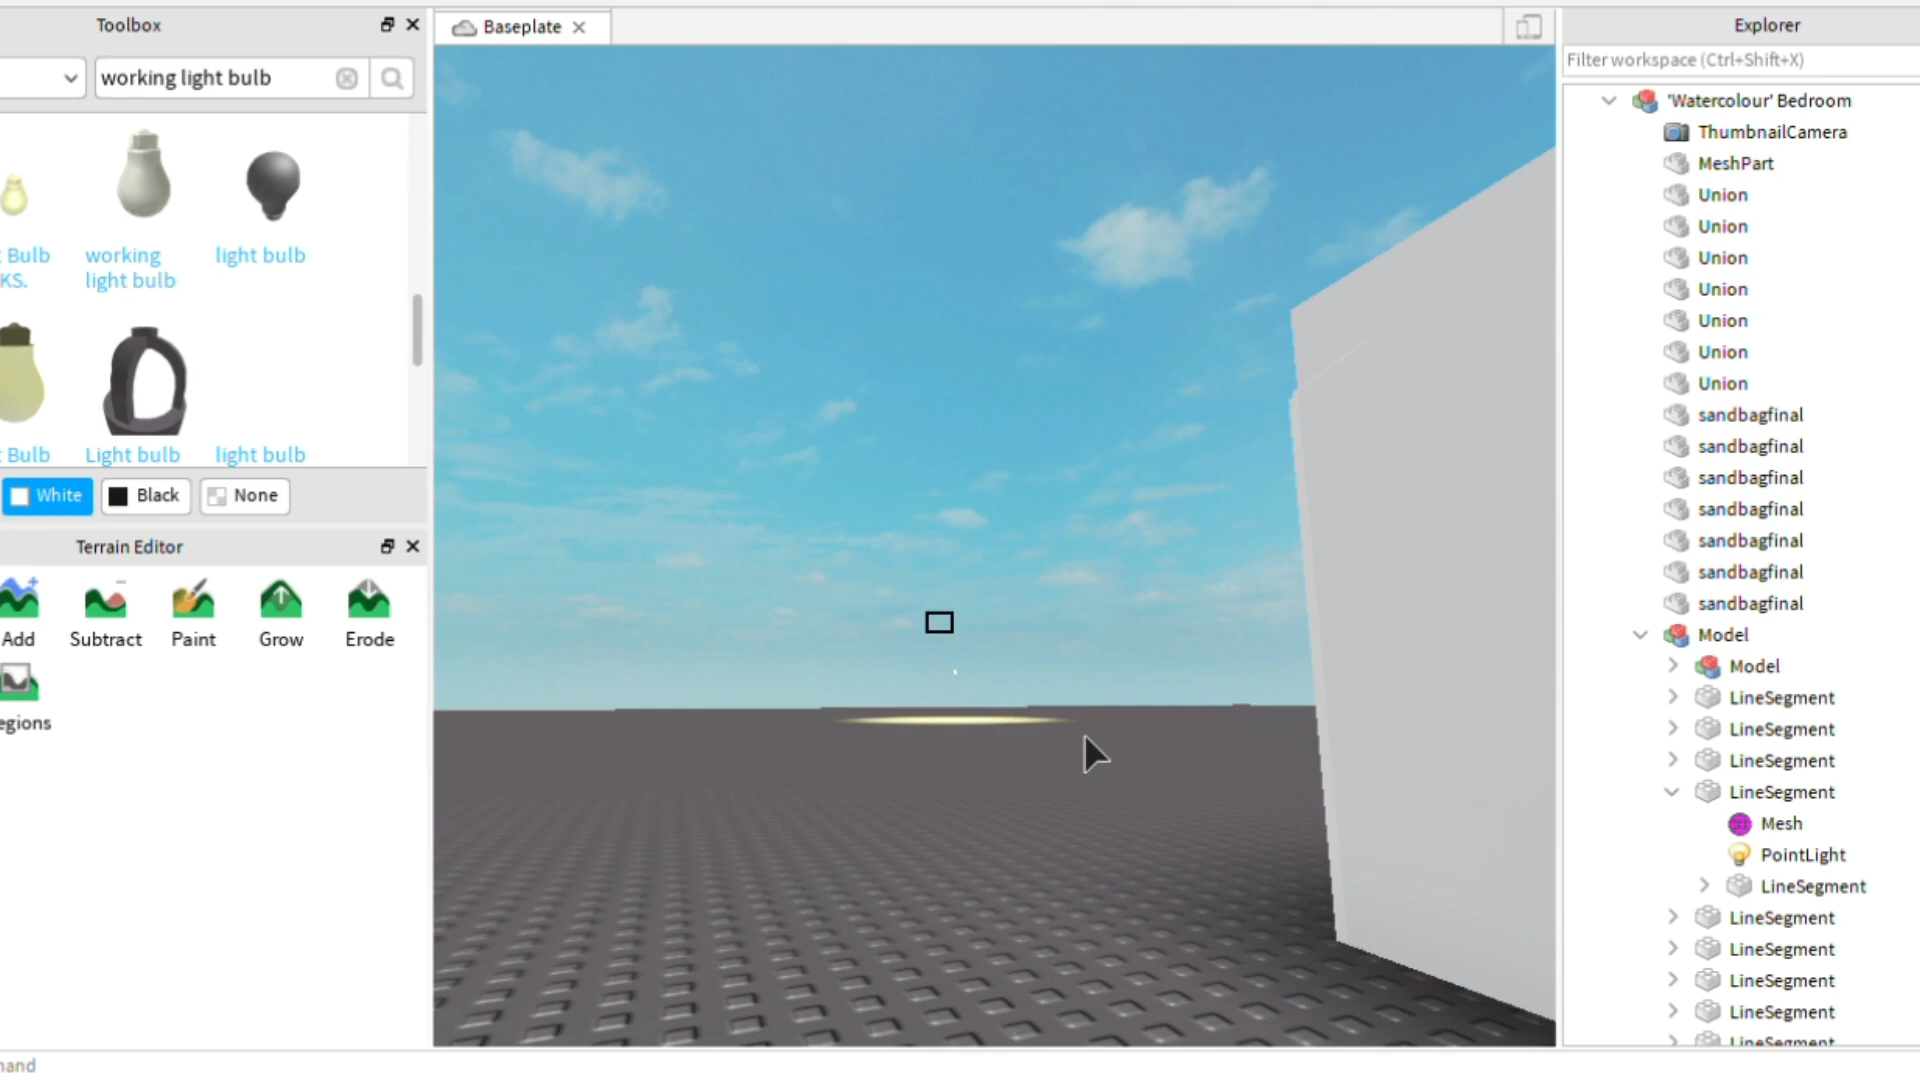 Toolbox
working light bulb
Bulb
KS.
working
light bulb
light bulb
Bulb
Light bulb
light bulb
White
Black
None
Terrain Editor
Add
Subtract
Paint
Grow
Erode
egions
hand
Baseplate
Explorer
Filter workspace (Ctrl+Shift+X)
'Watercolour' Bedroom
ThumbnailCamera
MeshPart
Union
Union
Union
Union
Union
Union
Union
sandbagfinal
sandbagfinal
sandbagfinal
sandbagfinal
sandbagfinal
sandbagfinal
sandbagfinal
Model
Model
LineSegment
LineSegment
LineSegment
LineSegment
Mesh
PointLight
LineSegment
LineSegment
LineSegment
LineSegment
LineSegment
LineSegment